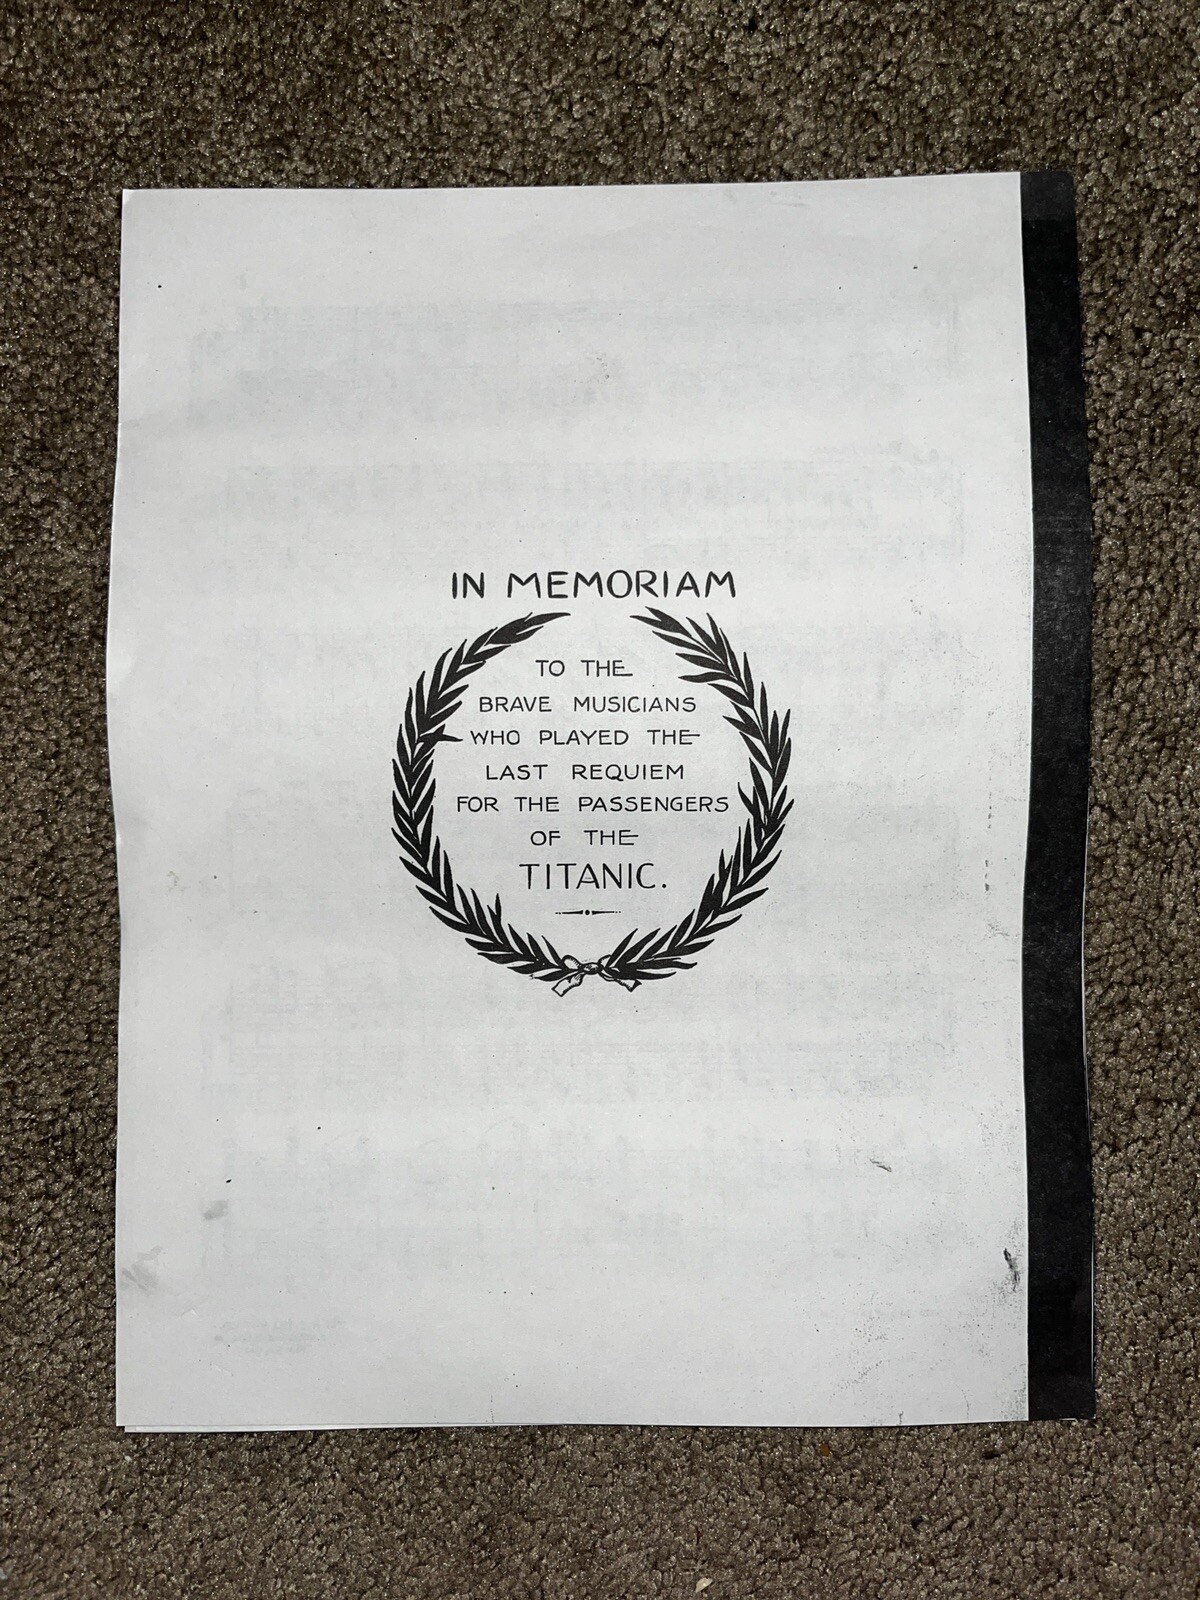 IN MEMORIAM
TO THE
BRAVE MUSICIANS
WHO PLAYED THE
LAST REQUIEM
FOR THE PASSENGERS
OF THE
TITANIC.